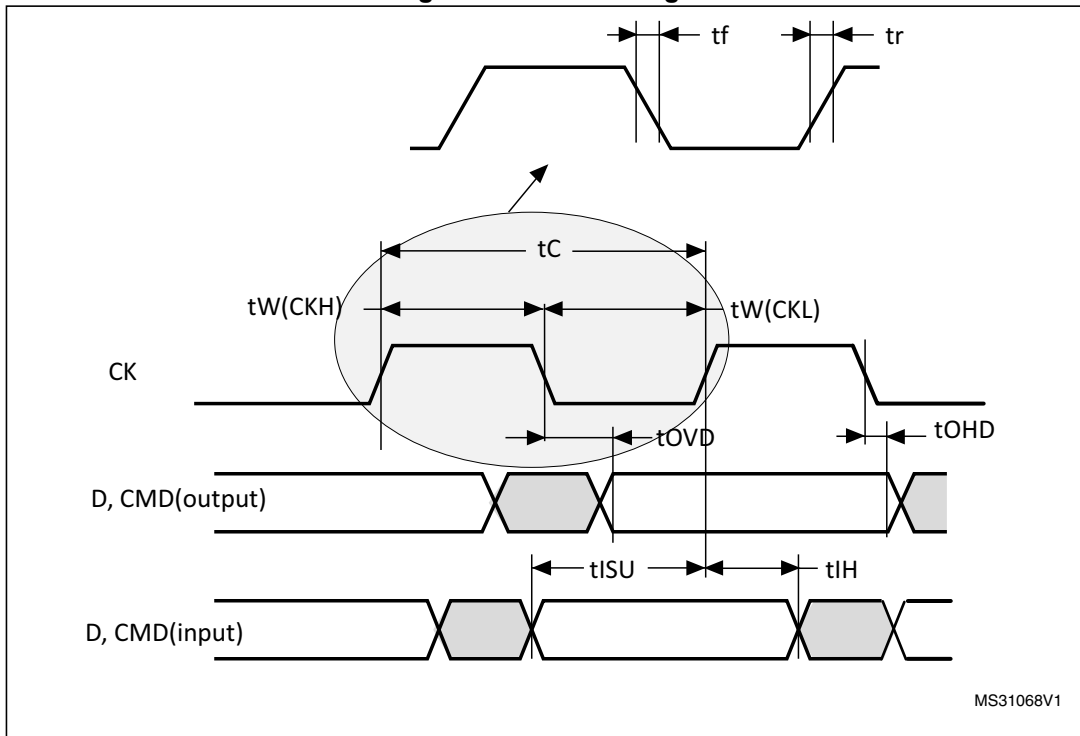 tf
tr
tC
tW(CKH)
tW(CKL)
CK
tOVD
tOHD
D, CMD(output)
tISU
tIH
D, CMD(input)
MS31068V1